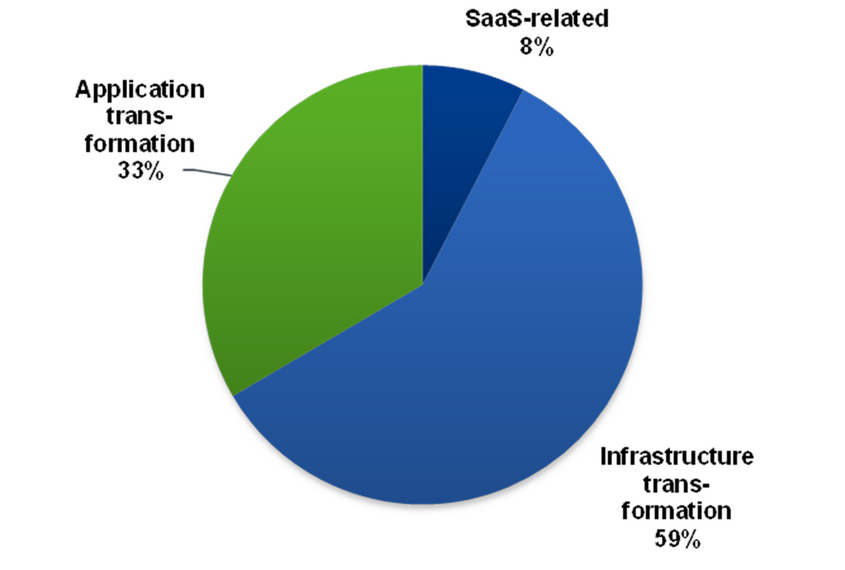 SaaS-related
8%
Application
trans-
formation
33%
Infrastructure
trans-
formation
59%